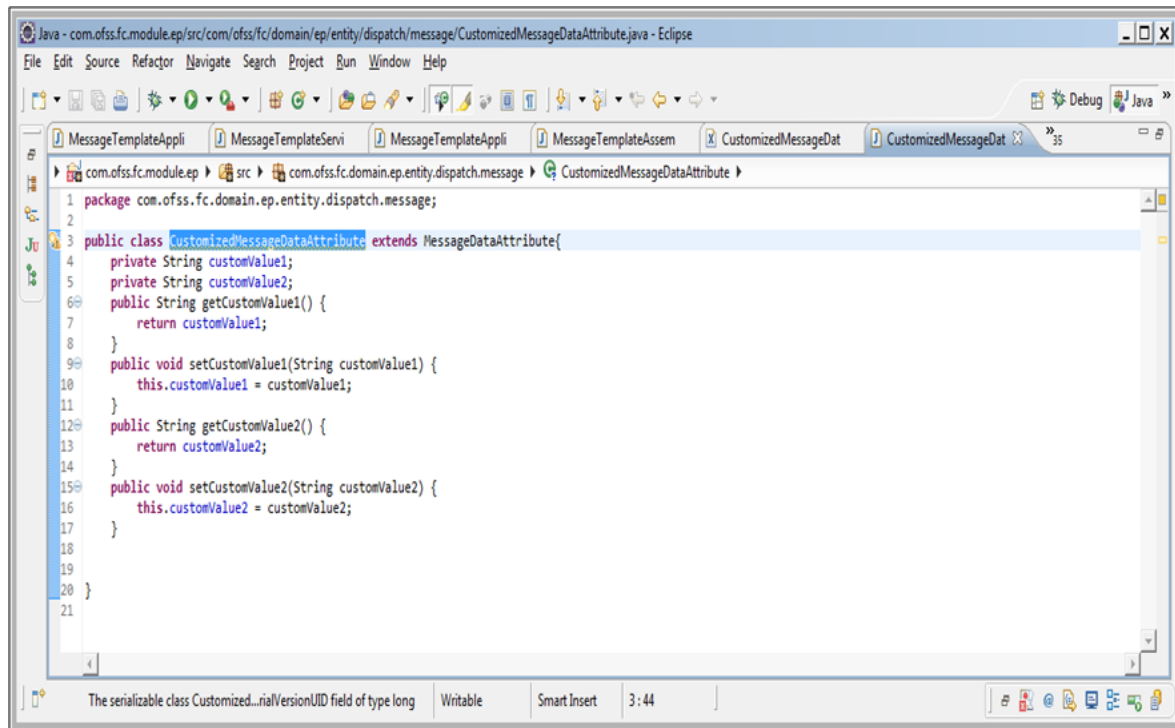 Java - com.ofss.fc.module.ep/src/com/ofss/fc/domain/ep/entity/dispatch/message/CustomizedMessageDataAttribute.java - Eclipse
File Edit Source Refactor Navigate Search Project Run Window Help
Debug Java »
MessageTemplateAppli MessageTemplateServi MessageTemplateAppli MessageTemplateAssem CustomizedMessageDat CustomizedMessageDat »35
com.ofss.fc.module.ep src com.ofss.fc.domain.ep.entity.dispatch.message CustomizedMessageDataAttribute
1 package com.ofss.fc.domain.ep.entity.dispatch.message;
2
3 public class CustomizedMessageDataAttribute extends MessageDataAttribute{
4 private String customValue1;
5 private String customValue2;
6 public String getCustomValue1() {
7 return customValue1;
8 }
9 public void setCustomValue1(String customValue1) {
10 this.customValue1 = customValue1;
11 }
12 public String getCustomValue2() {
13 return customValue2;
14 }
15 public void setCustomValue2(String customValue2) {
16 this.customValue2 = customValue2;
17 }
18
19
20 }
21
The serializable class Customized...rialVersionUID field of type long Writable Smart Insert 3 : 44